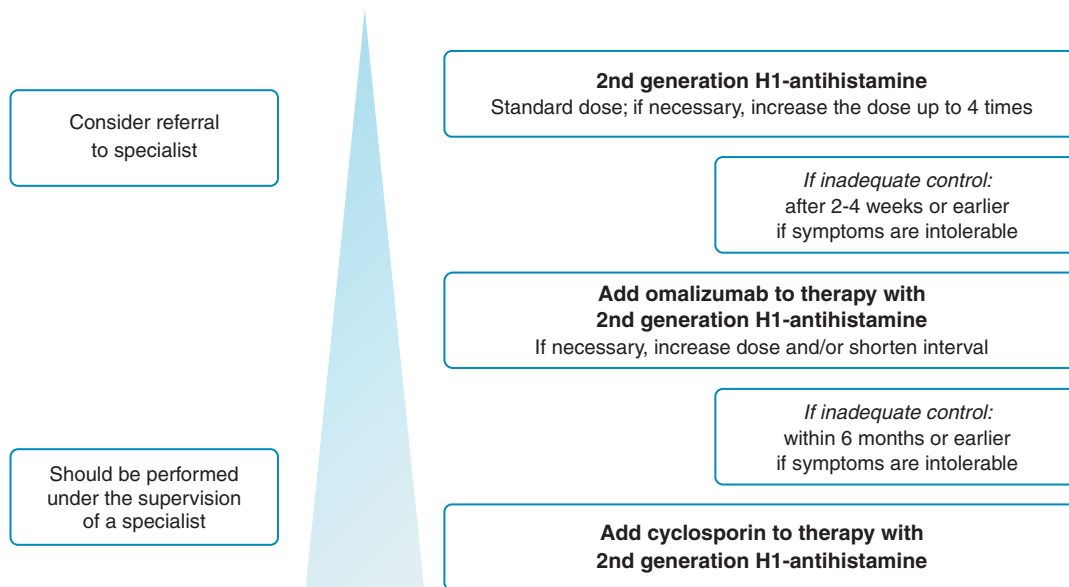 Consider referral
to specialist
2nd generation H1-antihistamine
Standard dose; if necessary, increase the dose up to 4 times
If inadequate control:
after 2-4 weeks or earlier
if symptoms are intolerable
Add omalizumab to therapy with
2nd generation H1-antihistamine
If necessary, increase dose and/or shorten interval
If inadequate control:
within 6 months or earlier
if symptoms are intolerable
Should be performed
under the supervision
of a specialist
Add cyclosporin to therapy with
2nd generation H1-antihistamine